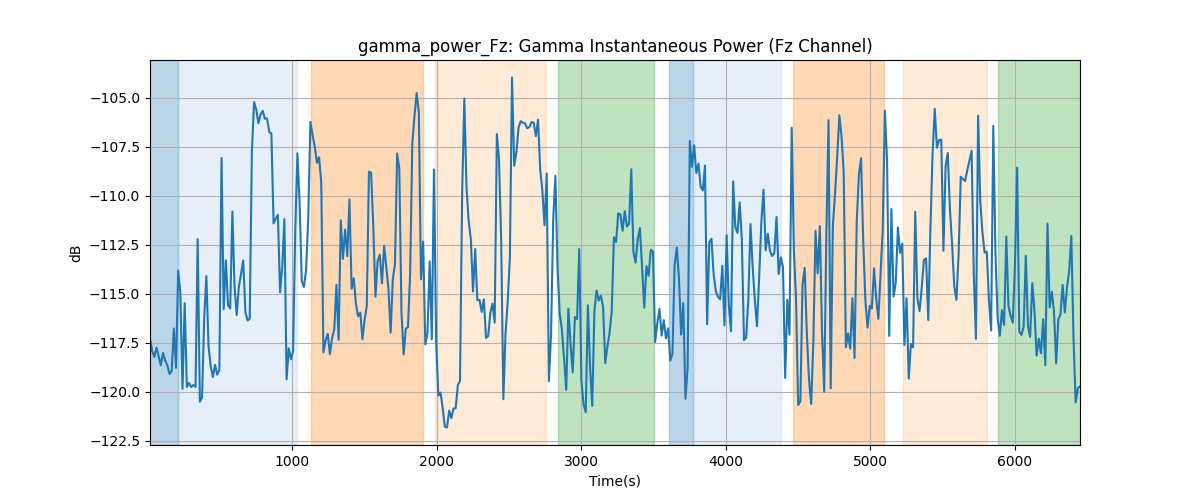 gamma_power_Fz: Gamma Instantaneous Power (Fz Channel)
dB
−105.0
−107.5
−110.0
−112.5
−115.0
−117.5
−120.0
−122.5
1000 2000 3000 4000 5000 6000
Time(s)